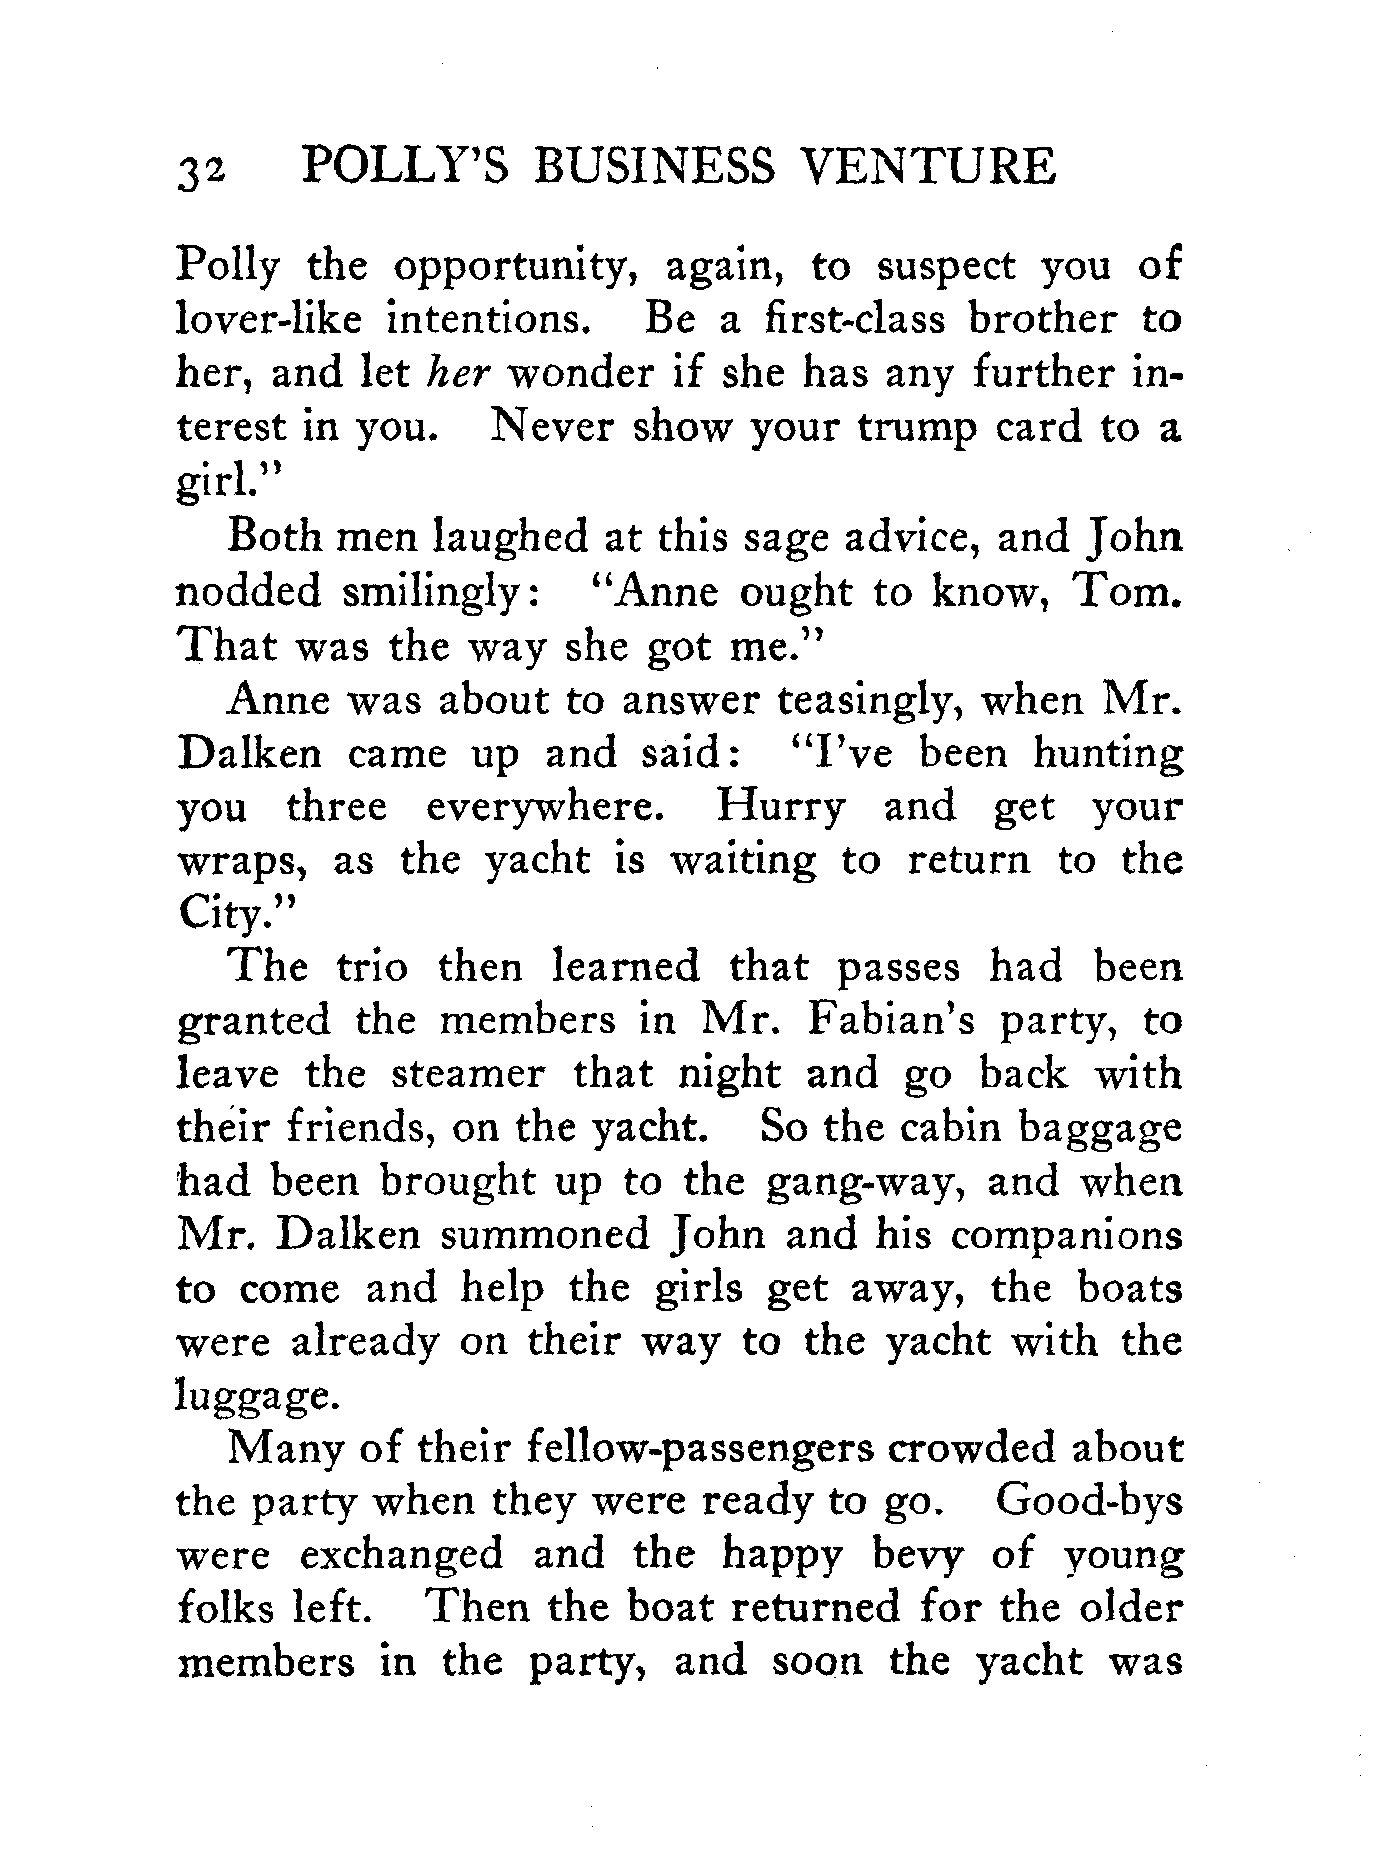 32 POLLY'S BUSINESS VENTURE
Polly the opportunity, again, to suspect you of
lover-like intentions. Be a first-class brother to
her, and let her wonder if she has any further in-
terest in you. Never show your trump card to a
girl."
Both men laughed at this sage advice, and John
nodded smilingly: "Anne ought to know, Tom.
That was the way she got me."
Anne was about to answer teasingly, when Mr.
Dalken came up and said: "I've been hunting
you three everywhere. Hurry and get your
wraps, as the yacht is waiting to return to the
City."
The trio then learned that passes had been
granted the members in Mr. Fabian's party, to
leave the steamer that night and go back with
their friends, on the yacht. So the cabin baggage
had been brought up to the gang-way, and when
Mr. Dalken summoned John and his companions
to come and help the girls get away, the boats
were already on their way to the yacht with the
luggage.
Many of their fellow-passengers crowded about
the party when they were ready to go. Good-bys
were exchanged and the happy bevy of young
folks left. Then the boat returned for the older
members in the party, and soon the yacht was